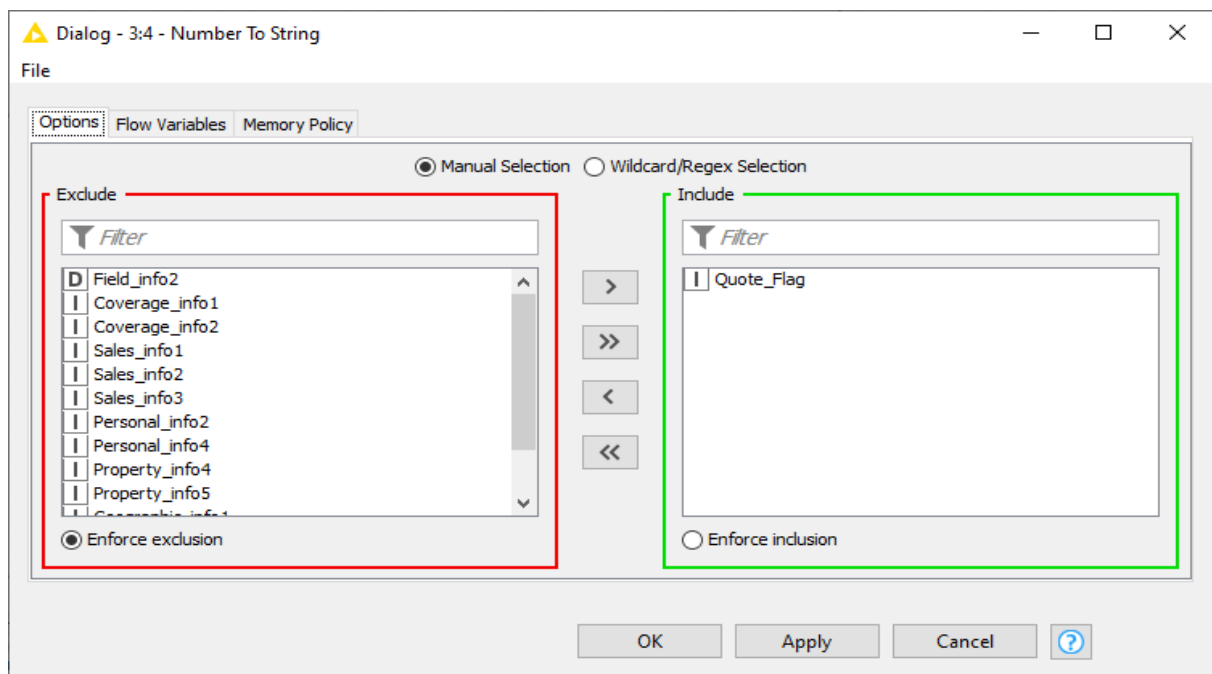 Dialog - 3:4 - Number To String
File
Options Flow Variables Memory Policy
Manual Selection Wildcard/Regex Selection
Exclude
Filter
D Field_info2
I Coverage_info1
I Coverage_info2
I Sales_info1
I Sales_info2
I Sales_info3
I Personal_info2
I Personal_info4
I Property_info4
I Property_info5
I Geographic_info1
Enforce exclusion
>
>>
<
<<
Include
Filter
I Quote_Flag
Enforce inclusion
OK Apply Cancel ?